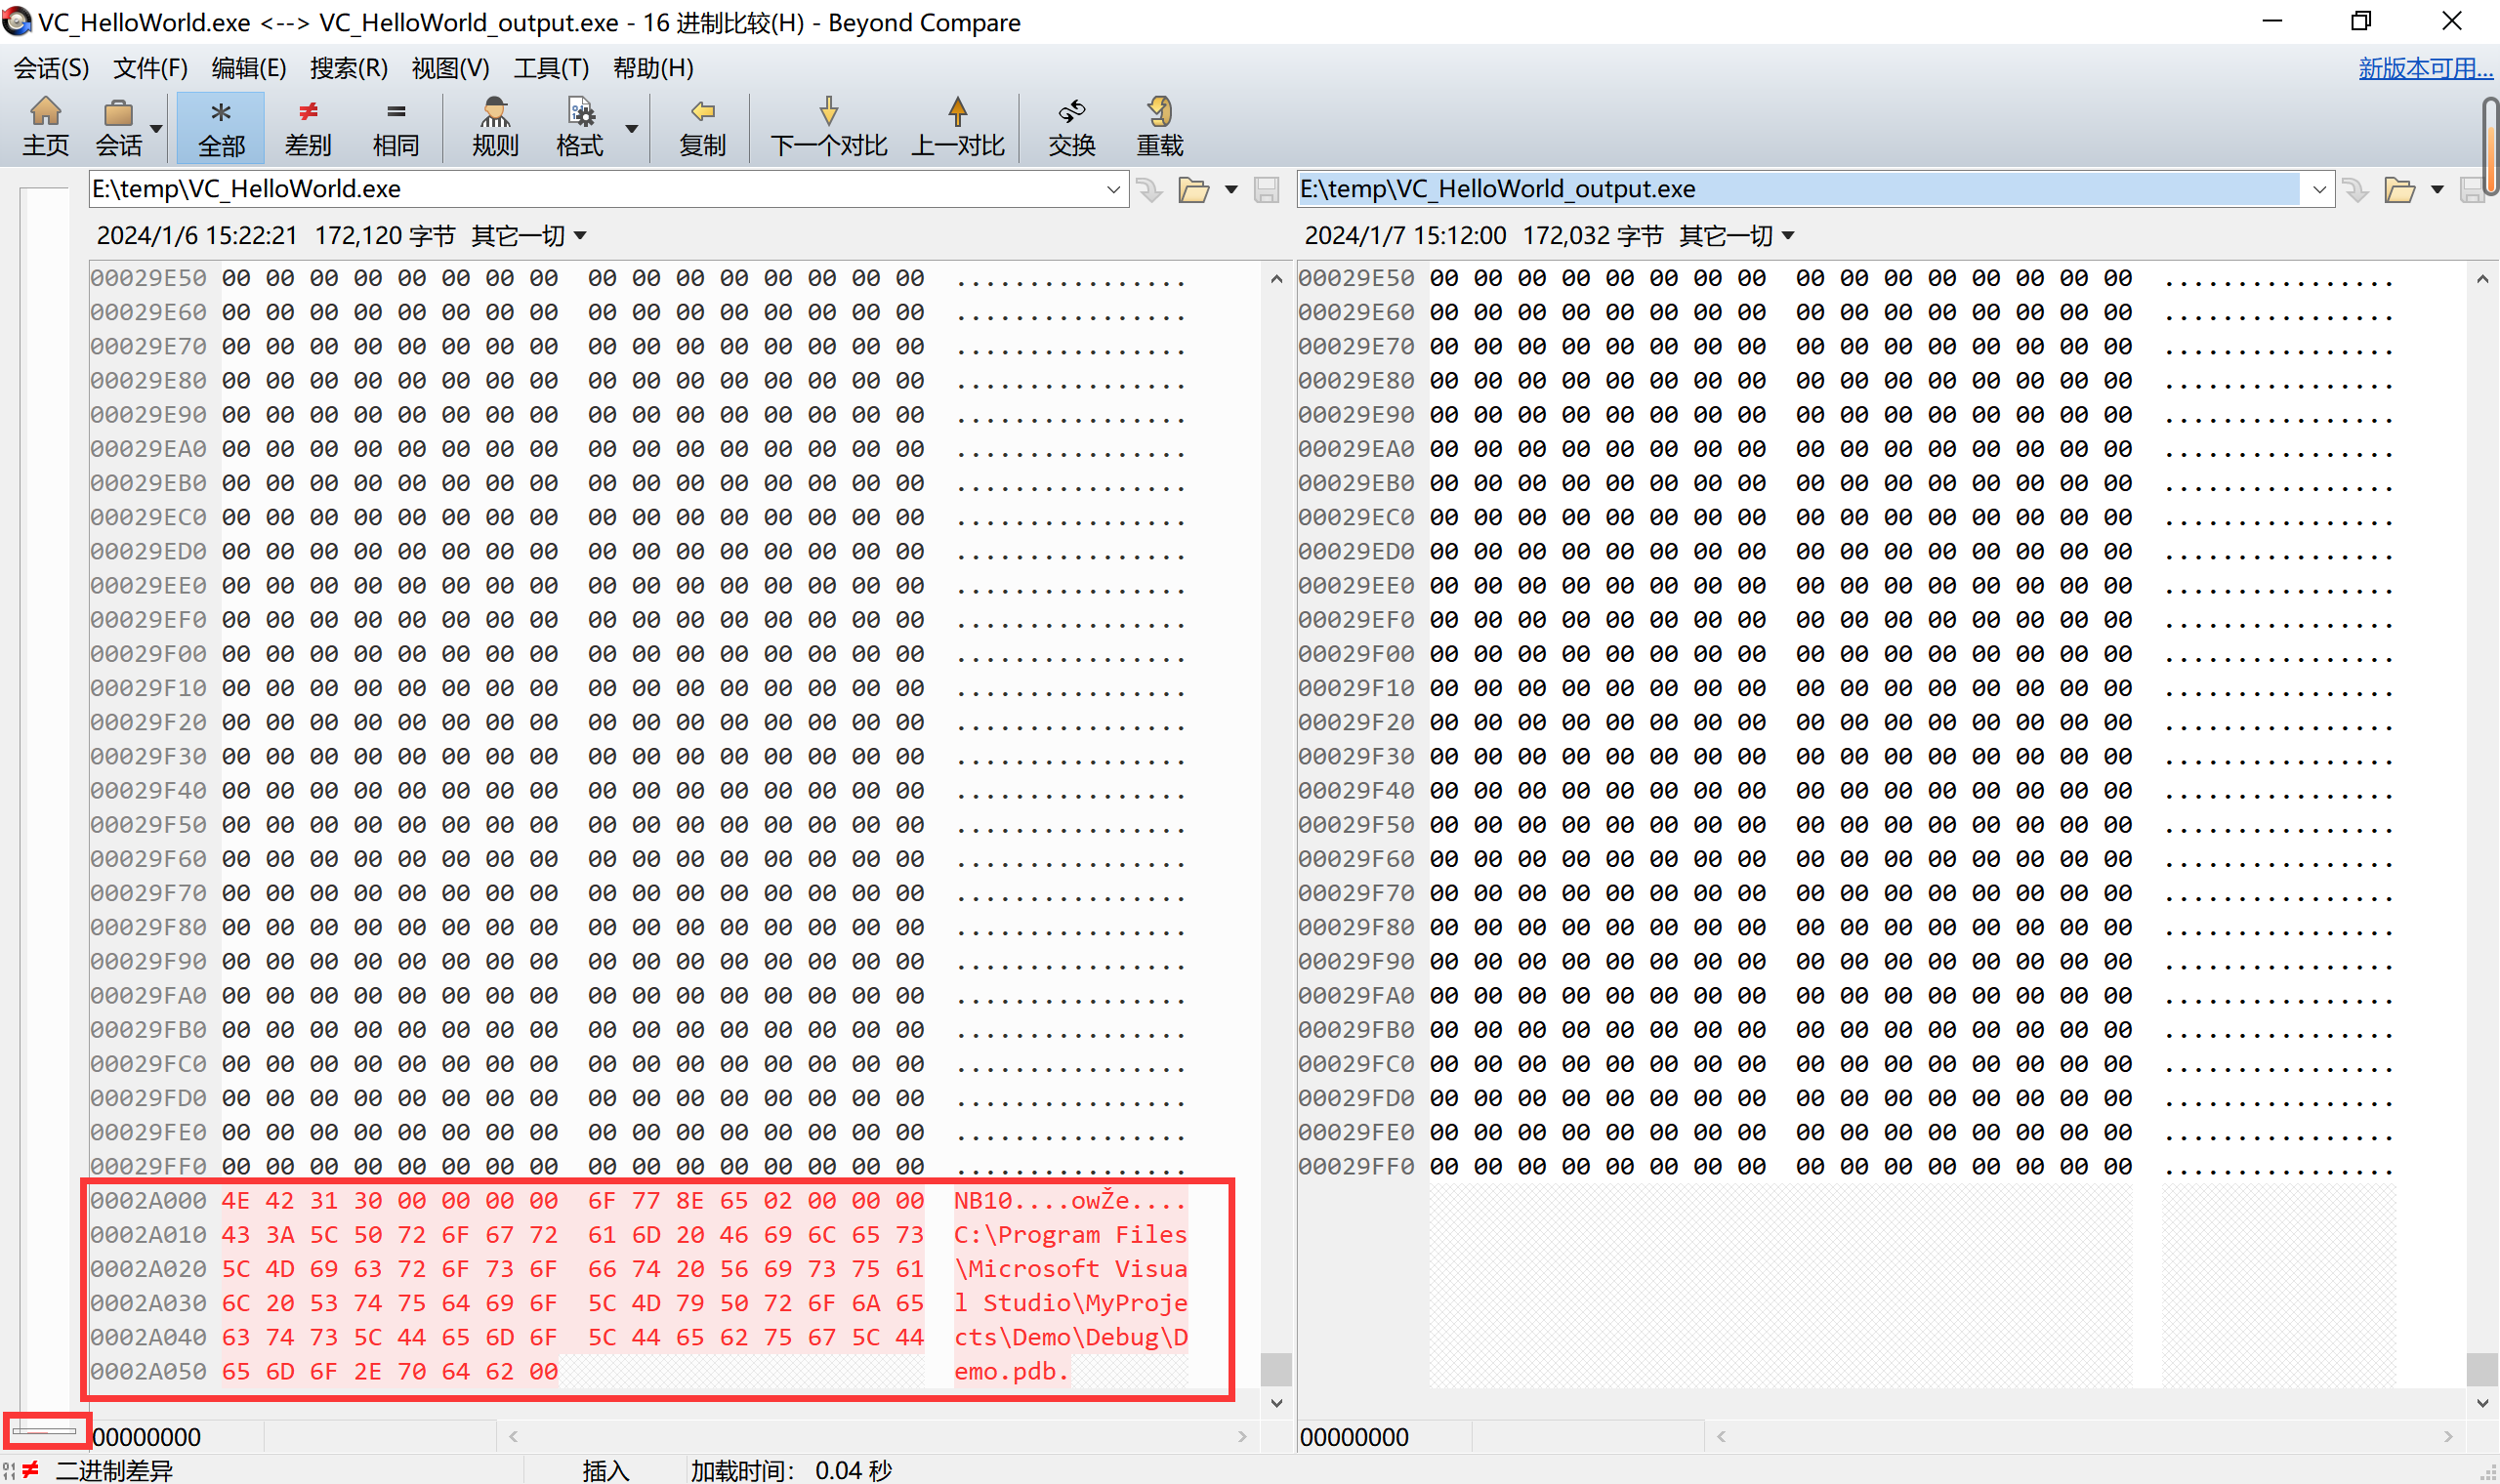 VC_HelloWorld.exe <--> VC_HelloWorld_output.exe - 16 进制比较(H) - Beyond Compare
会话(S) 文件(F) 编辑(E) 搜索(R) 视图(V) 工具(T) 帮助(H) 新版本可用...
主页 会话 全部 差别 相同 规则 格式 复制 下一个对比 上一对比 交换 重载
E:\temp\VC_HelloWorld.exe
2024/1/6 15:22:21 172,120 字节 其它一切
00029E50 00 00 00 00 00 00 00 00 00 00 00 00 00 00 00 00 ................
00029E60 00 00 00 00 00 00 00 00 00 00 00 00 00 00 00 00 ................
00029E70 00 00 00 00 00 00 00 00 00 00 00 00 00 00 00 00 ................
00029E80 00 00 00 00 00 00 00 00 00 00 00 00 00 00 00 00 ................
00029E90 00 00 00 00 00 00 00 00 00 00 00 00 00 00 00 00 ................
00029EA0 00 00 00 00 00 00 00 00 00 00 00 00 00 00 00 00 ................
00029EB0 00 00 00 00 00 00 00 00 00 00 00 00 00 00 00 00 ................
00029EC0 00 00 00 00 00 00 00 00 00 00 00 00 00 00 00 00 ................
00029ED0 00 00 00 00 00 00 00 00 00 00 00 00 00 00 00 00 ................
00029EE0 00 00 00 00 00 00 00 00 00 00 00 00 00 00 00 00 ................
00029EF0 00 00 00 00 00 00 00 00 00 00 00 00 00 00 00 00 ................
00029F00 00 00 00 00 00 00 00 00 00 00 00 00 00 00 00 00 ................
00029F10 00 00 00 00 00 00 00 00 00 00 00 00 00 00 00 00 ................
00029F20 00 00 00 00 00 00 00 00 00 00 00 00 00 00 00 00 ................
00029F30 00 00 00 00 00 00 00 00 00 00 00 00 00 00 00 00 ................
00029F40 00 00 00 00 00 00 00 00 00 00 00 00 00 00 00 00 ................
00029F50 00 00 00 00 00 00 00 00 00 00 00 00 00 00 00 00 ................
00029F60 00 00 00 00 00 00 00 00 00 00 00 00 00 00 00 00 ................
00029F70 00 00 00 00 00 00 00 00 00 00 00 00 00 00 00 00 ................
00029F80 00 00 00 00 00 00 00 00 00 00 00 00 00 00 00 00 ................
00029F90 00 00 00 00 00 00 00 00 00 00 00 00 00 00 00 00 ................
00029FA0 00 00 00 00 00 00 00 00 00 00 00 00 00 00 00 00 ................
00029FB0 00 00 00 00 00 00 00 00 00 00 00 00 00 00 00 00 ................
00029FC0 00 00 00 00 00 00 00 00 00 00 00 00 00 00 00 00 ................
00029FD0 00 00 00 00 00 00 00 00 00 00 00 00 00 00 00 00 ................
00029FE0 00 00 00 00 00 00 00 00 00 00 00 00 00 00 00 00 ................
00029FF0 00 00 00 00 00 00 00 00 00 00 00 00 00 00 00 00 ................
0002A000 4E 42 31 30 00 00 00 00 6F 77 8E 65 02 00 00 00 NB10....owŽe....
0002A010 43 3A 5C 50 72 6F 67 72 61 6D 20 46 69 6C 65 73 C:\Program Files
0002A020 5C 4D 69 63 72 6F 73 6F 66 74 20 56 69 73 75 61 \Microsoft Visua
0002A030 6C 20 53 74 75 64 69 6F 5C 4D 79 50 72 6F 6A 65 l Studio\MyProje
0002A040 63 74 73 5C 44 65 6D 6F 5C 44 65 62 75 67 5C 44 cts\Demo\Debug\D
0002A050 65 6D 6F 2E 70 64 62 00 emo.pdb.
00000000
E:\temp\VC_HelloWorld_output.exe
2024/1/7 15:12:00 172,032 字节 其它一切
00029E50 00 00 00 00 00 00 00 00 00 00 00 00 00 00 00 00 ................
00029E60 00 00 00 00 00 00 00 00 00 00 00 00 00 00 00 00 ................
00029E70 00 00 00 00 00 00 00 00 00 00 00 00 00 00 00 00 ................
00029E80 00 00 00 00 00 00 00 00 00 00 00 00 00 00 00 00 ................
00029E90 00 00 00 00 00 00 00 00 00 00 00 00 00 00 00 00 ................
00029EA0 00 00 00 00 00 00 00 00 00 00 00 00 00 00 00 00 ................
00029EB0 00 00 00 00 00 00 00 00 00 00 00 00 00 00 00 00 ................
00029EC0 00 00 00 00 00 00 00 00 00 00 00 00 00 00 00 00 ................
00029ED0 00 00 00 00 00 00 00 00 00 00 00 00 00 00 00 00 ................
00029EE0 00 00 00 00 00 00 00 00 00 00 00 00 00 00 00 00 ................
00029EF0 00 00 00 00 00 00 00 00 00 00 00 00 00 00 00 00 ................
00029F00 00 00 00 00 00 00 00 00 00 00 00 00 00 00 00 00 ................
00029F10 00 00 00 00 00 00 00 00 00 00 00 00 00 00 00 00 ................
00029F20 00 00 00 00 00 00 00 00 00 00 00 00 00 00 00 00 ................
00029F30 00 00 00 00 00 00 00 00 00 00 00 00 00 00 00 00 ................
00029F40 00 00 00 00 00 00 00 00 00 00 00 00 00 00 00 00 ................
00029F50 00 00 00 00 00 00 00 00 00 00 00 00 00 00 00 00 ................
00029F60 00 00 00 00 00 00 00 00 00 00 00 00 00 00 00 00 ................
00029F70 00 00 00 00 00 00 00 00 00 00 00 00 00 00 00 00 ................
00029F80 00 00 00 00 00 00 00 00 00 00 00 00 00 00 00 00 ................
00029F90 00 00 00 00 00 00 00 00 00 00 00 00 00 00 00 00 ................
00029FA0 00 00 00 00 00 00 00 00 00 00 00 00 00 00 00 00 ................
00029FB0 00 00 00 00 00 00 00 00 00 00 00 00 00 00 00 00 ................
00029FC0 00 00 00 00 00 00 00 00 00 00 00 00 00 00 00 00 ................
00029FD0 00 00 00 00 00 00 00 00 00 00 00 00 00 00 00 00 ................
00029FE0 00 00 00 00 00 00 00 00 00 00 00 00 00 00 00 00 ................
00029FF0 00 00 00 00 00 00 00 00 00 00 00 00 00 00 00 00 ................
00000000
二进制差异 插入 加载时间: 0.04 秒